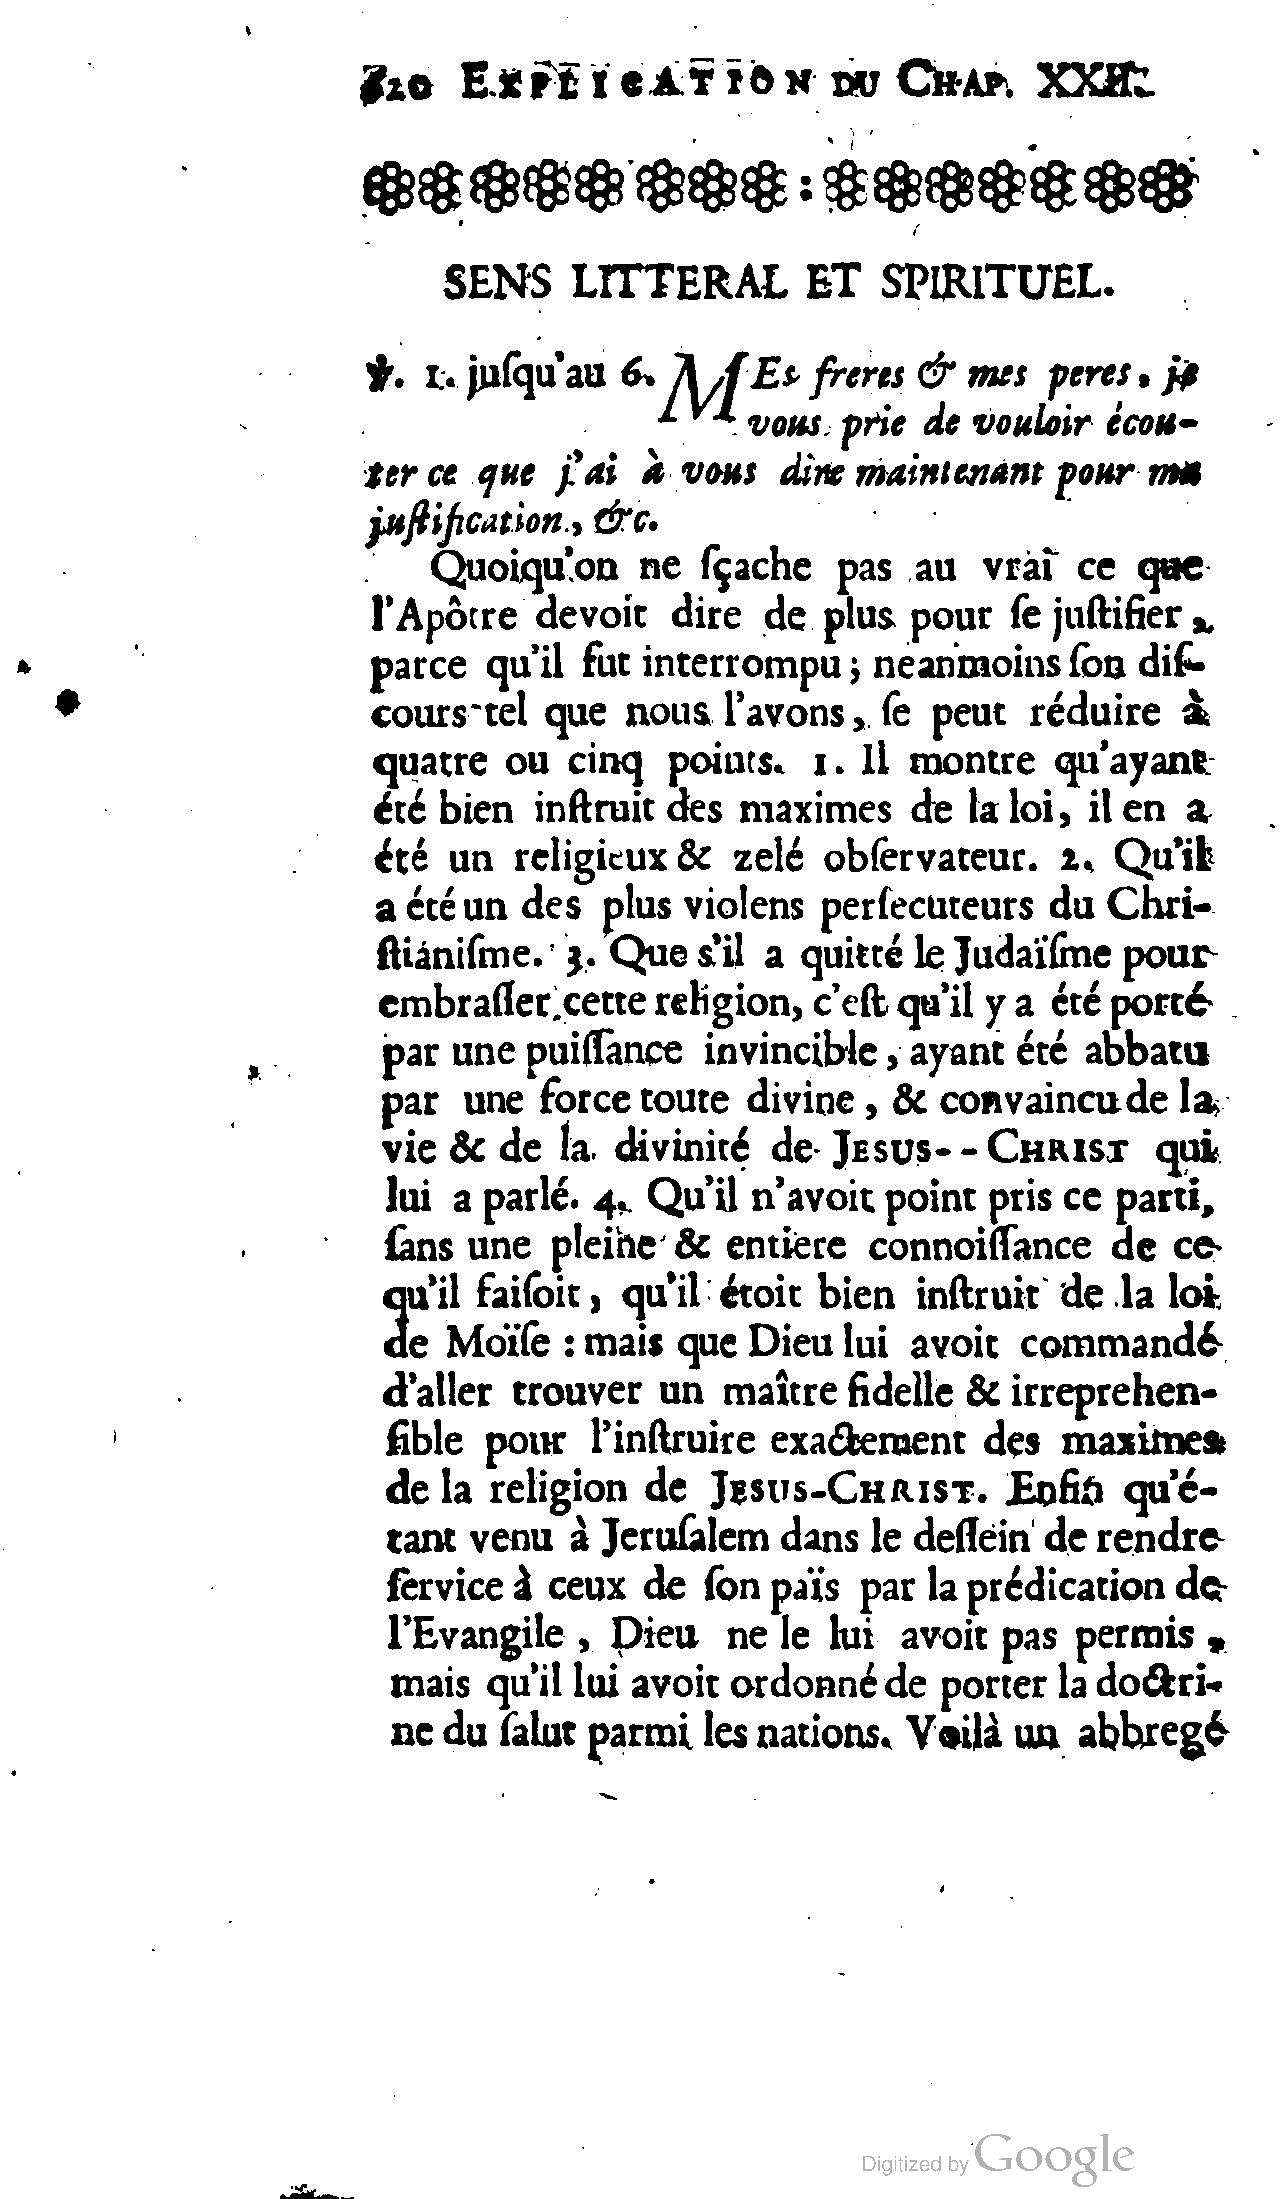 720 EXPLICATION DU CHAP. XXII.
SENS LITTERAL ET SPIRITUEL.
℣. 1. juſqu'au 6. MEs freres & mes peres, je
vous prie de vouloir écou-
ter ce que j'ai à vous dire maintenant pour ma
juſtification, &c.
Quoiqu'on ne ſçache pas au vrai ce que
l'Apôtre devoit dire de plus pour ſe juſtifier,
parce qu'il fut interrompu; neanmoins ſon diſ-
cours tel que nous l'avons, ſe peut réduire à
quatre ou cinq points. 1. Il montre qu'ayant
été bien inſtruit des maximes de la loi, il en a
été un religieux & zelé obſervateur. 2. Qu'il
a été un des plus violens perſecuteurs du Chri-
ſtianiſme. 3. Que s'il a quitté le Judaïſme pour
embraſſer cette religion, c'eſt qu'il y a été porté
par une puiſſance invincible, ayant été abbatu
par une force toute divine, & convaincu de la
vie & de la divinité de JESUS--CHRIST qui
lui a parlé. 4. Qu'il n'avoit point pris ce parti,
ſans une pleine & entiere connoiſſance de ce
qu'il faiſoit, qu'il étoit bien inſtruit de la loi
de Moïſe : mais que Dieu lui avoit commandé
d'aller trouver un maître fidelle & irreprehen-
ſible pour l'inſtruire exactement des maximes
de la religion de JESUS-CHRIST. Enfin qu'é-
tant venu à Jeruſalem dans le deſſein de rendre
ſervice à ceux de ſon païs par la prédication de
l'Evangile, Dieu ne le lui avoit pas permis,
mais qu'il lui avoit ordonné de porter la doctri-
ne du ſalut parmi les nations. Voilà un abbregé
Digitized by Google